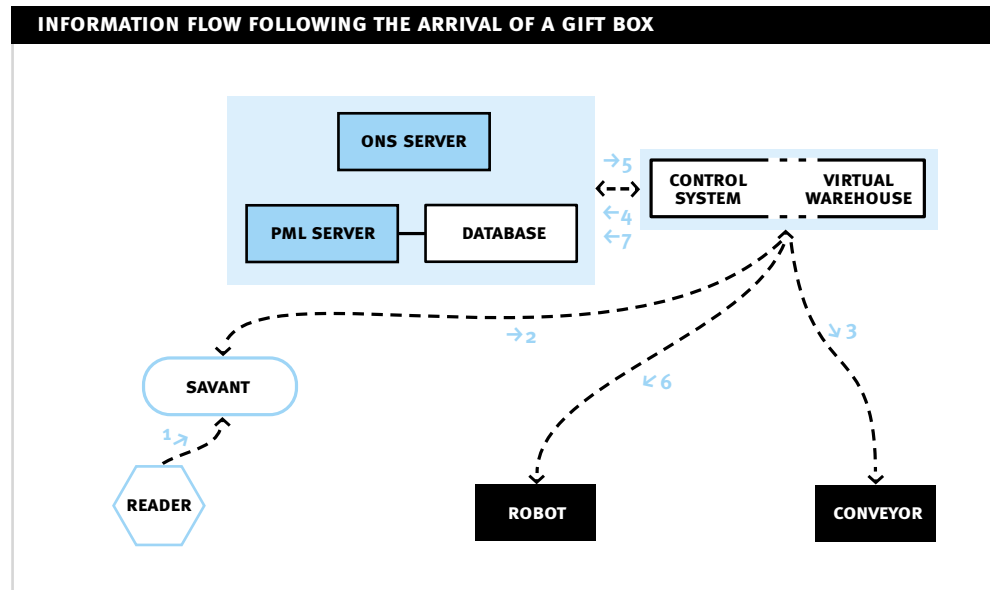 INFORMATION FLOW FOLLOWING THE ARRIVAL OF A GIFT BOX
ONS SERVER
PML SERVER
DATABASE
→5
←4
←7
CONTROL
SYSTEM
VIRTUAL
WAREHOUSE
→2
↘3
↙6
SAVANT
1↗
READER
ROBOT
CONVEYOR